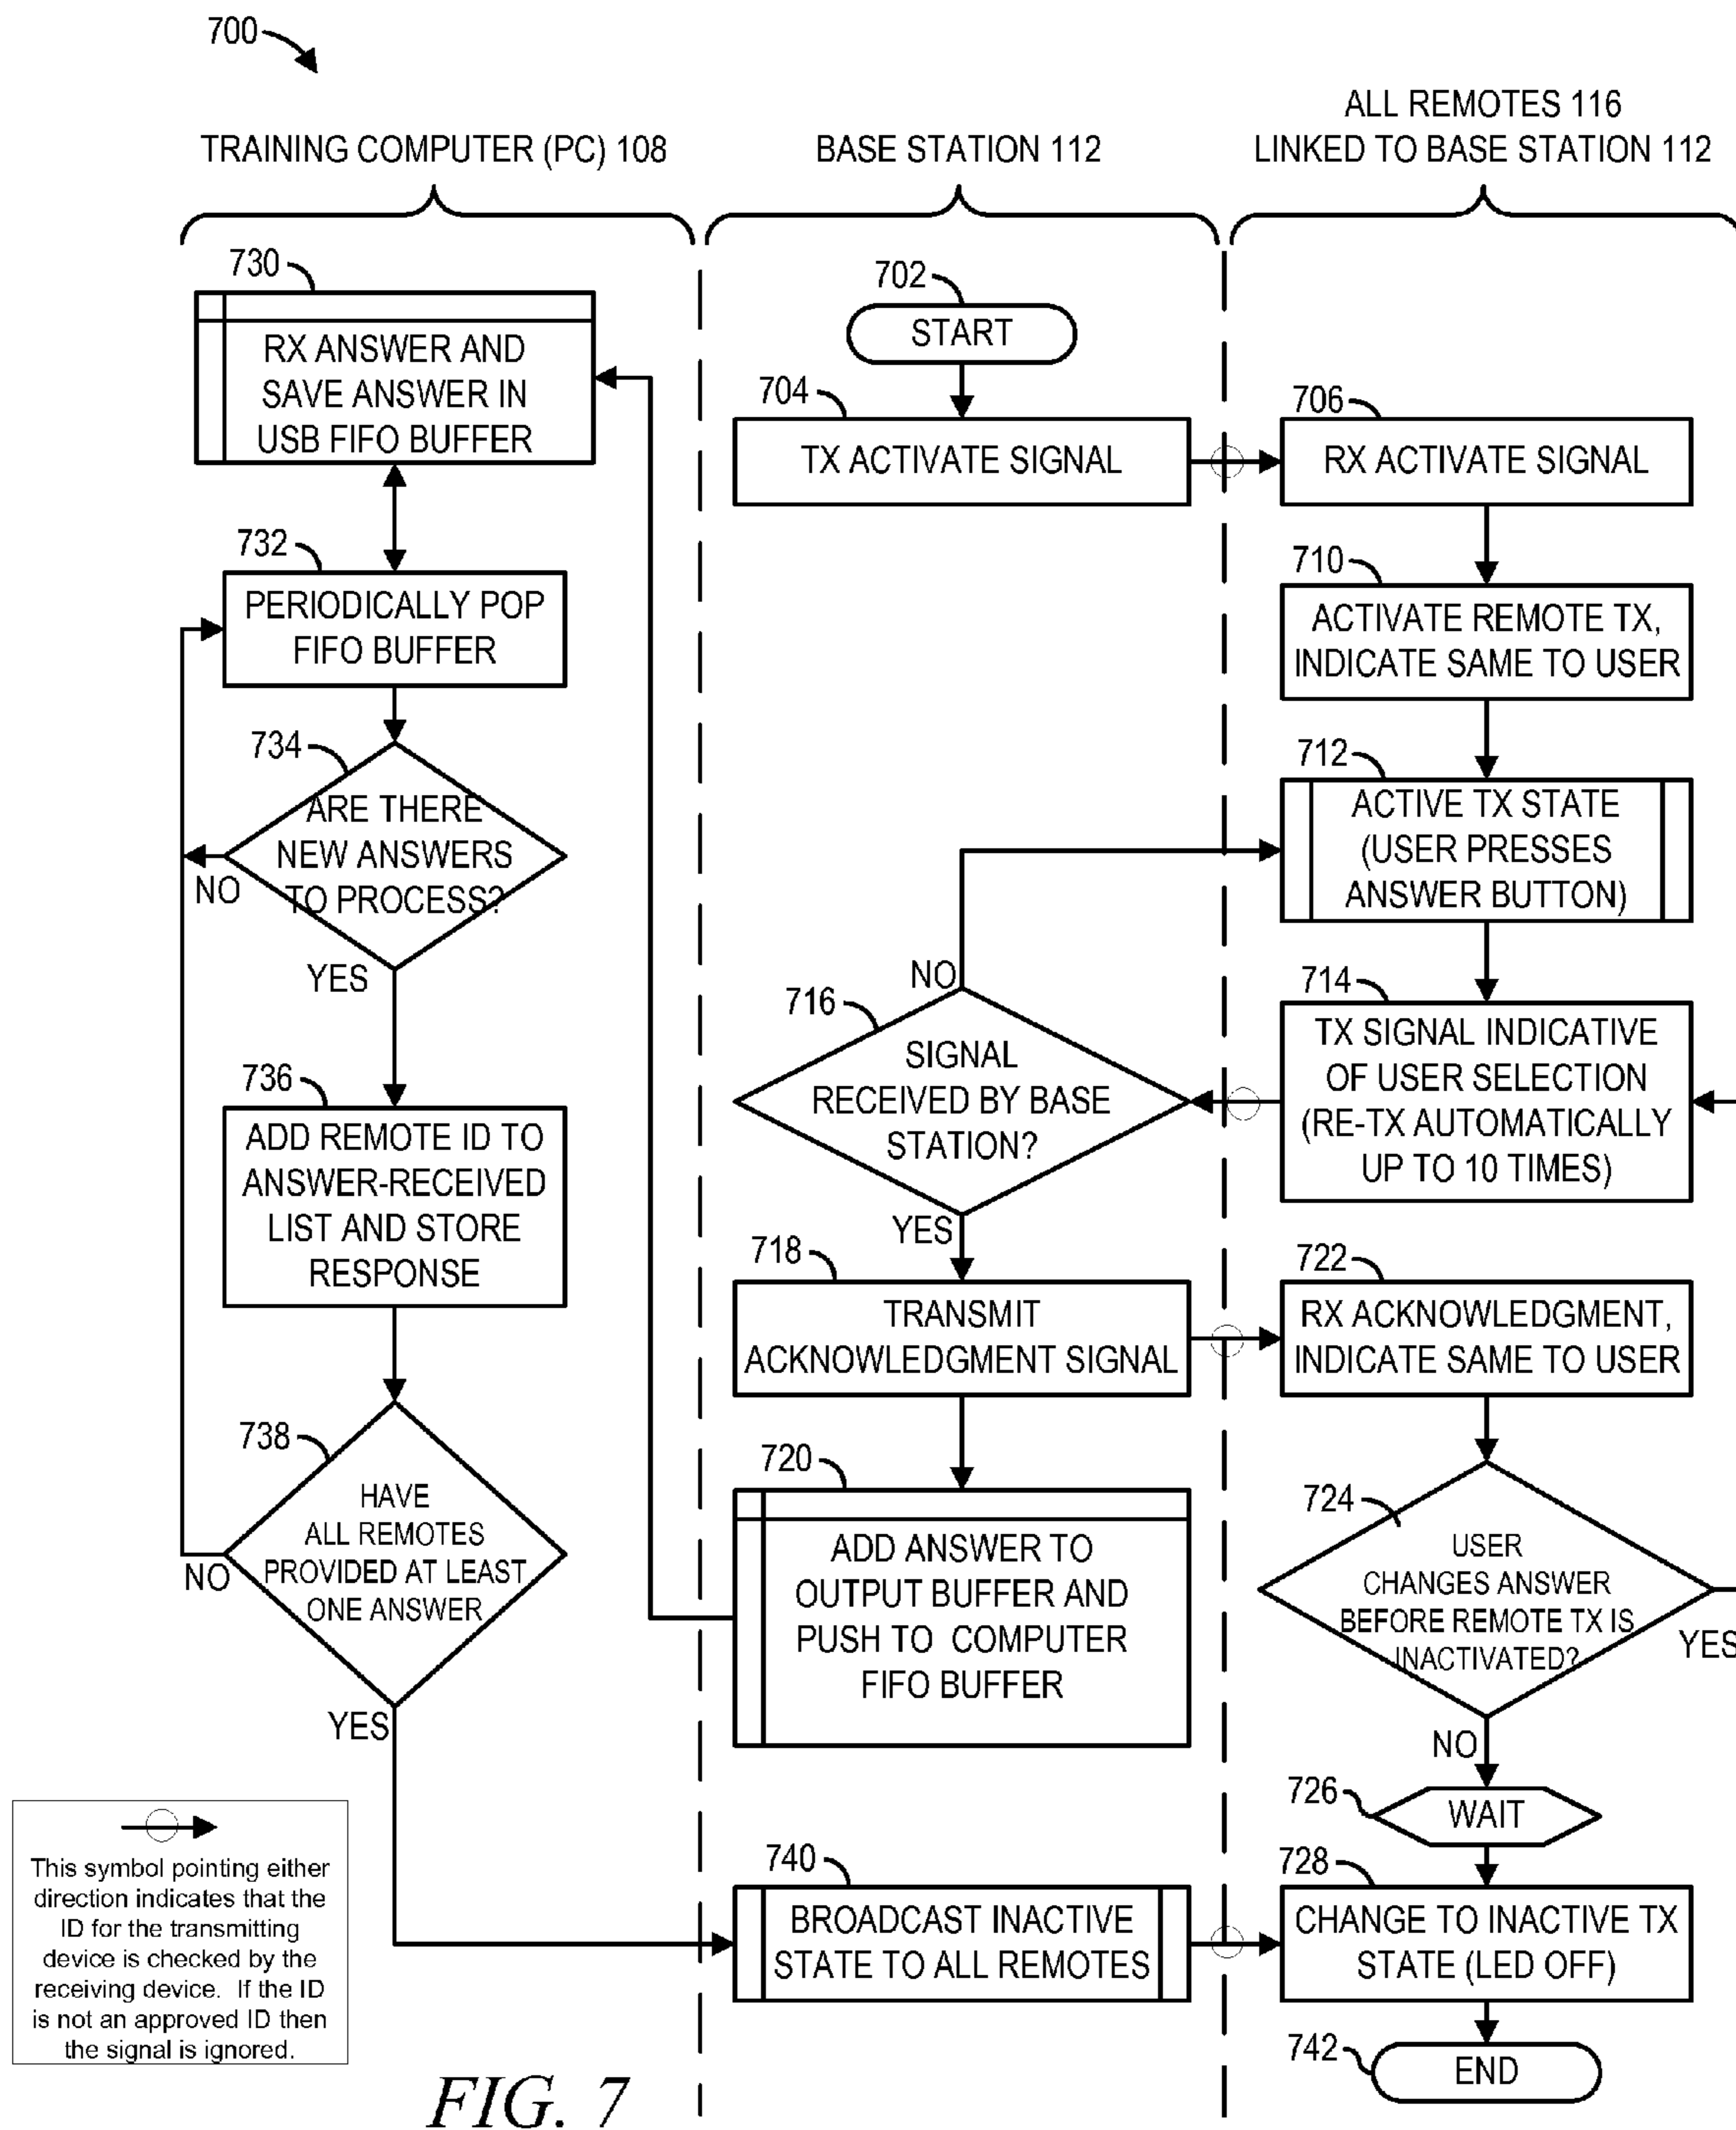 700
TRAINING COMPUTER (PC) 108
BASE STATION 112
ALL REMOTES 116
LINKED TO BASE STATION 112
730
RX ANSWER AND
SAVE ANSWER IN
USB FIFO BUFFER
732
PERIODICALLY POP
FIFO BUFFER
734
ARE THERE
NEW ANSWERS
TO PROCESS?
NO
YES
736
ADD REMOTE ID TO
ANSWER-RECEIVED
LIST AND STORE
RESPONSE
738
HAVE
ALL REMOTES
PROVIDED AT LEAST
ONE ANSWER
NO
YES
702
START
704
TX ACTIVATE SIGNAL
NO
716
SIGNAL
RECEIVED BY BASE
STATION?
YES
718
TRANSMIT
ACKNOWLEDGMENT SIGNAL
720
ADD ANSWER TO
OUTPUT BUFFER AND
PUSH TO COMPUTER
FIFO BUFFER
740
BROADCAST INACTIVE
STATE TO ALL REMOTES
706
RX ACTIVATE SIGNAL
710
ACTIVATE REMOTE TX,
INDICATE SAME TO USER
712
ACTIVE TX STATE
(USER PRESSES
ANSWER BUTTON)
714
TX SIGNAL INDICATIVE
OF USER SELECTION
(RE-TX AUTOMATICALLY
UP TO 10 TIMES)
722
RX ACKNOWLEDGMENT,
INDICATE SAME TO USER
724
USER
CHANGES ANSWER
BEFORE REMOTE TX IS
INACTIVATED?
YES
NO
726
WAIT
728
CHANGE TO INACTIVE TX
STATE (LED OFF)
742
END
This symbol pointing either
direction indicates that the
ID for the transmitting
device is checked by the
receiving device. If the ID
is not an approved ID then
the signal is ignored.
FIG. 7